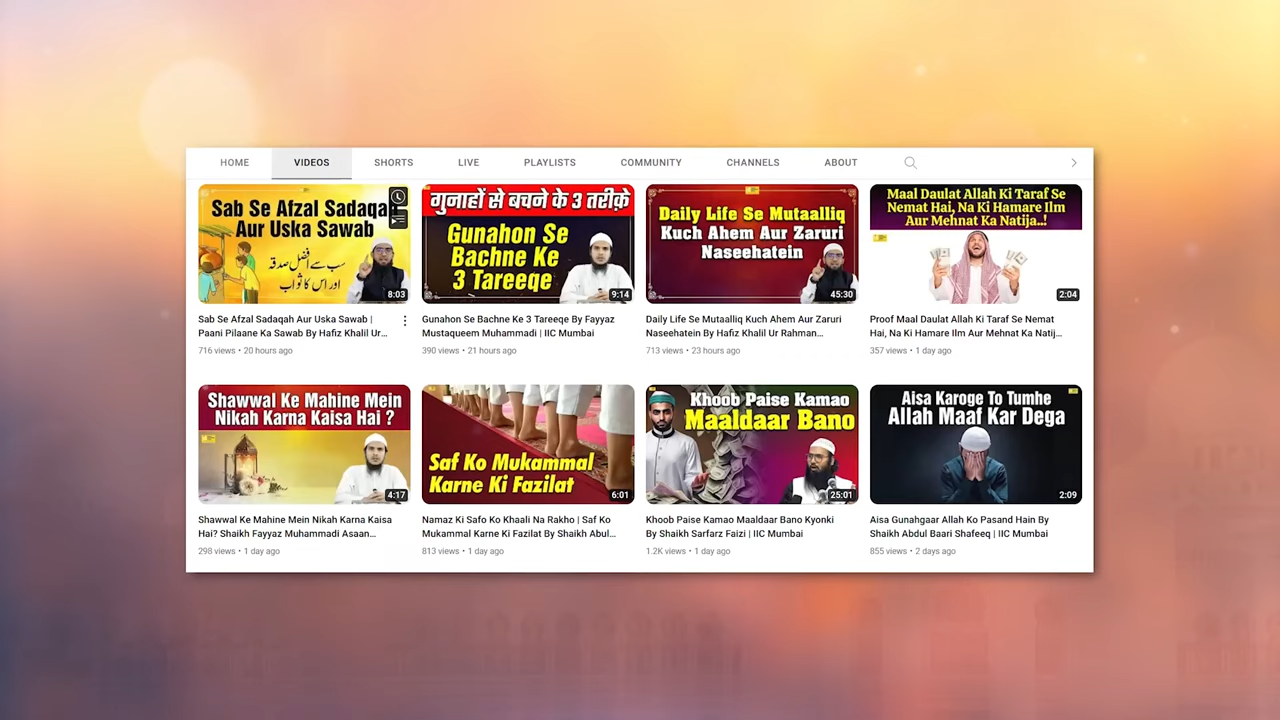 HOME VIDEOS SHORTS LIVE PLAYLISTS COMMUNITY CHANNELS ABOUT
Sab Se Afzal Sadaqah
Aur Uska Sawab
سب سے افضل صدقہ
اور اس کا ثواب
8:03
Sab Se Afzal Sadaqah Aur Uska Sawab |
Paani Pilaane Ka Sawab By Hafiz Khalil Ur...
716 views • 20 hours ago
गुनाहों से बचने के 3 तरीक़े
Gunahon Se
Bachne Ke
3 Tareeqe
9:14
Gunahon Se Bachne Ke 3 Tareeqe By Fayyaz
Mustaqueem Muhammadi | IIC Mumbai
390 views • 21 hours ago
Daily Life Se Mutaalliq
Kuch Ahem Aur Zaruri
Naseehatein
45:30
Daily Life Se Mutaalliq Kuch Ahem Aur Zaruri
Naseehatein By Hafiz Khalil Ur Rahman...
713 views • 23 hours ago
Maal Daulat Allah Ki Taraf Se
Nemat Hai, Na Ki Hamare Ilm
Aur Mehnat Ka Natija..!
2:04
Proof Maal Daulat Allah Ki Taraf Se Nemat
Hai, Na Ki Hamare Ilm Aur Mehnat Ka Natij...
357 views • 1 day ago
Shawwal Ke Mahine Mein
Nikah Karna Kaisa Hai ?
4:17
Shawwal Ke Mahine Mein Nikah Karna Kaisa
Hai? Shaikh Fayyaz Muhammadi Asaan...
298 views • 1 day ago
Saf Ko Mukammal
Karne Ki Fazilat
6:01
Namaz Ki Safo Ko Khaali Na Rakho | Saf Ko
Mukammal Karne Ki Fazilat By Shaikh Abul...
813 views • 1 day ago
Khoob Paise Kamao
Maaldaar Bano
25:01
Khoob Paise Kamao Maaldaar Bano Kyonki
By Shaikh Sarfarz Faizi | IIC Mumbai
1.2K views • 1 day ago
Aisa Karoge To Tumhe
Allah Maaf Kar Dega
2:09
Aisa Gunahgaar Allah Ko Pasand Hain By
Shaikh Abdul Baari Shafeeq | IIC Mumbai
855 views • 2 days ago